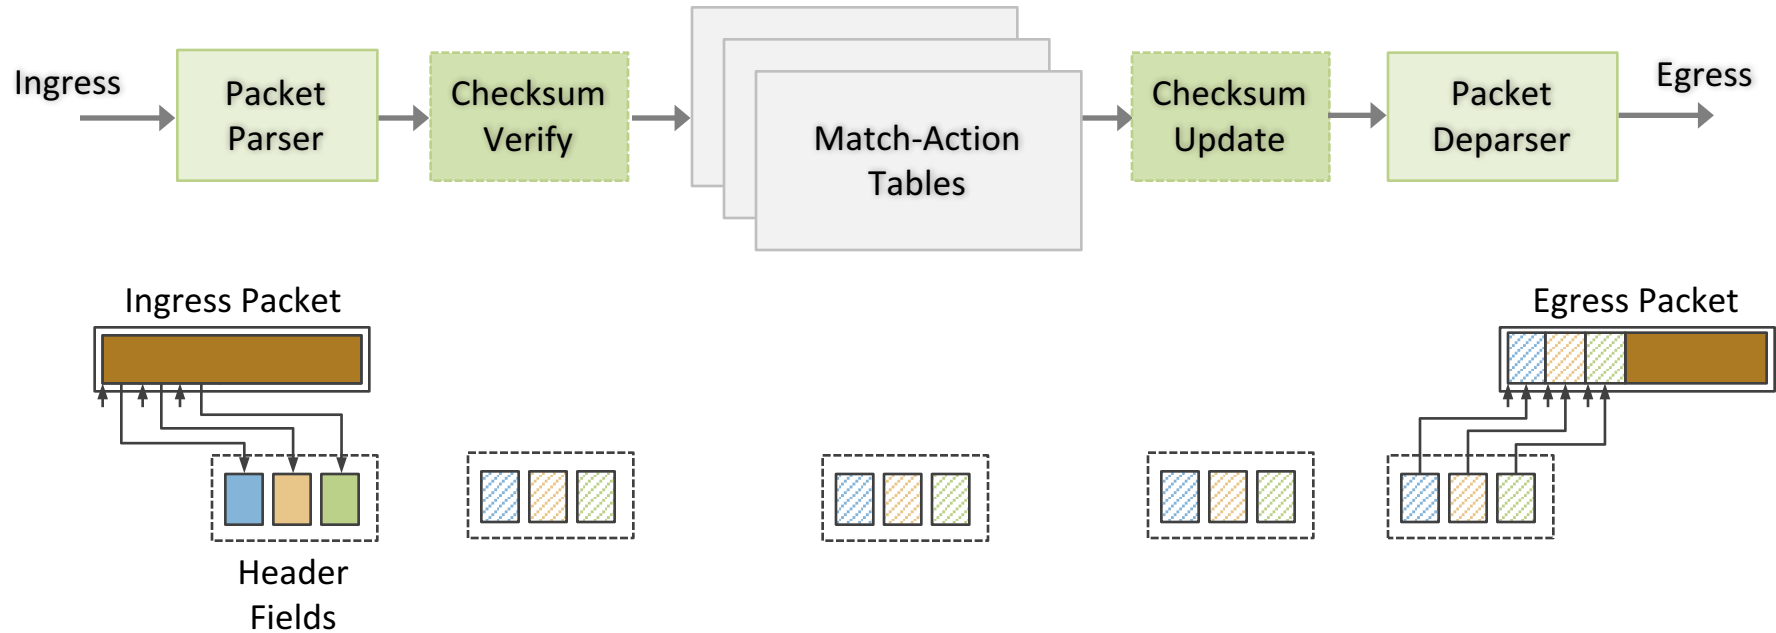 Ingress
Packet
Parser
Checksum
Verify
Match-Action
Tables
Checksum
Update
Packet
Deparser
Egress
Ingress Packet
Egress Packet
Header
Fields